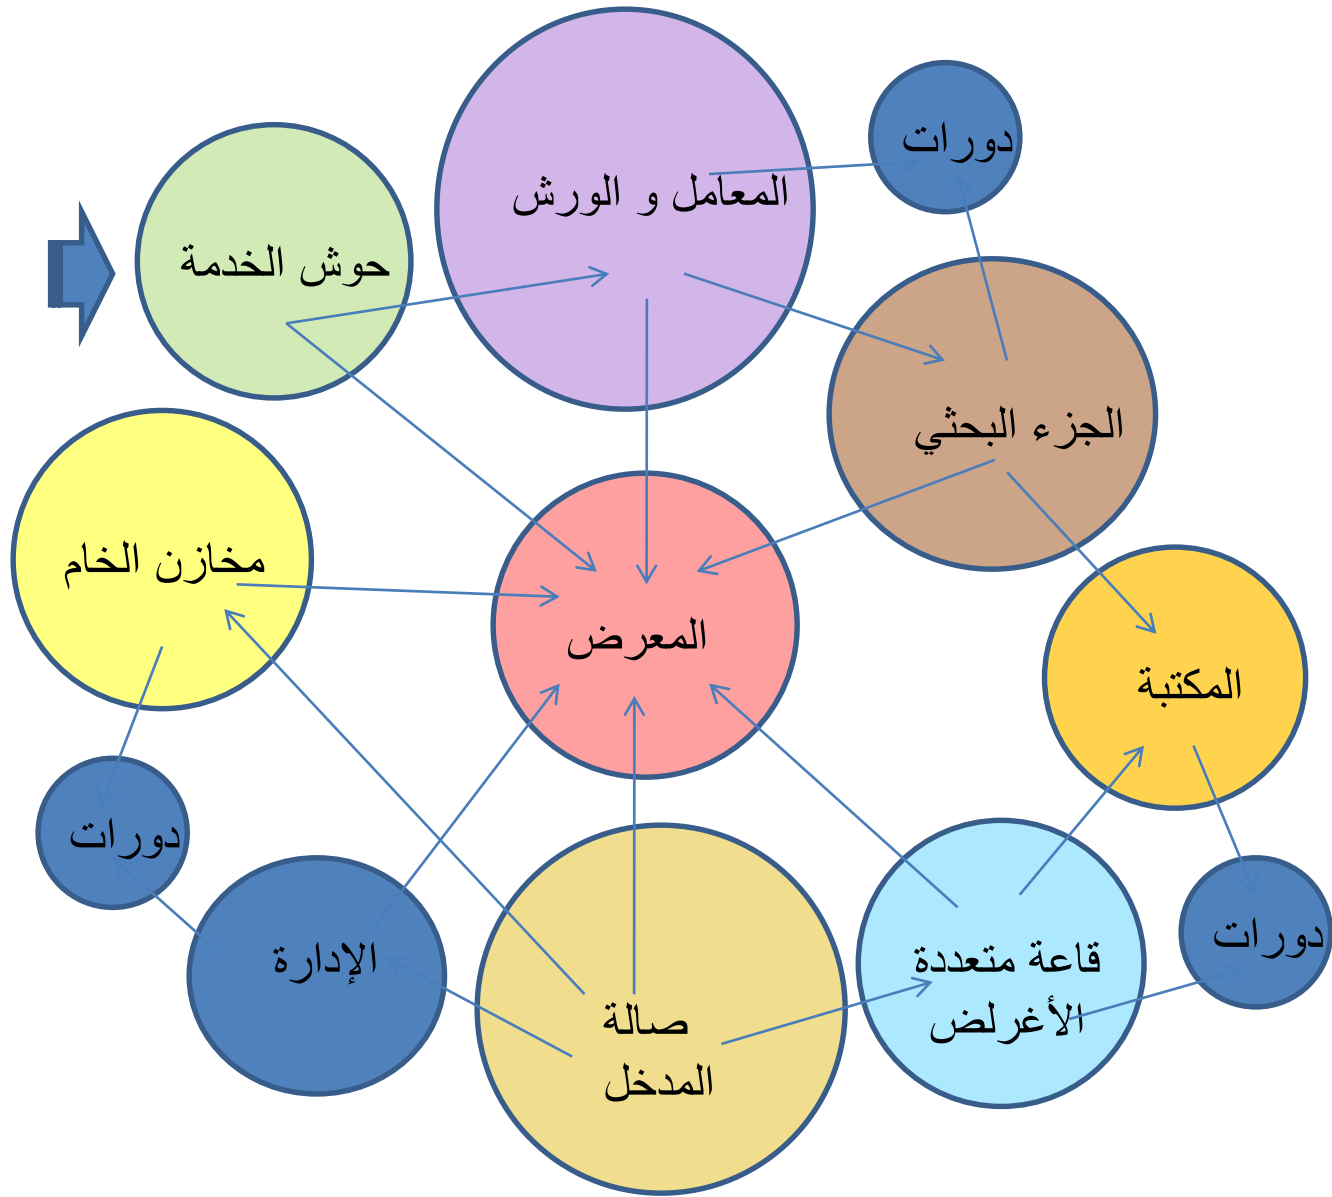 دورات
المعامل و الورش
حوش الخدمة
الجزء البحثي
مخازن الخام
المعرض
المكتبة
دورات
الإدارة
صالة
المدخل
قاعة متعددة
الأغرلض
دورات